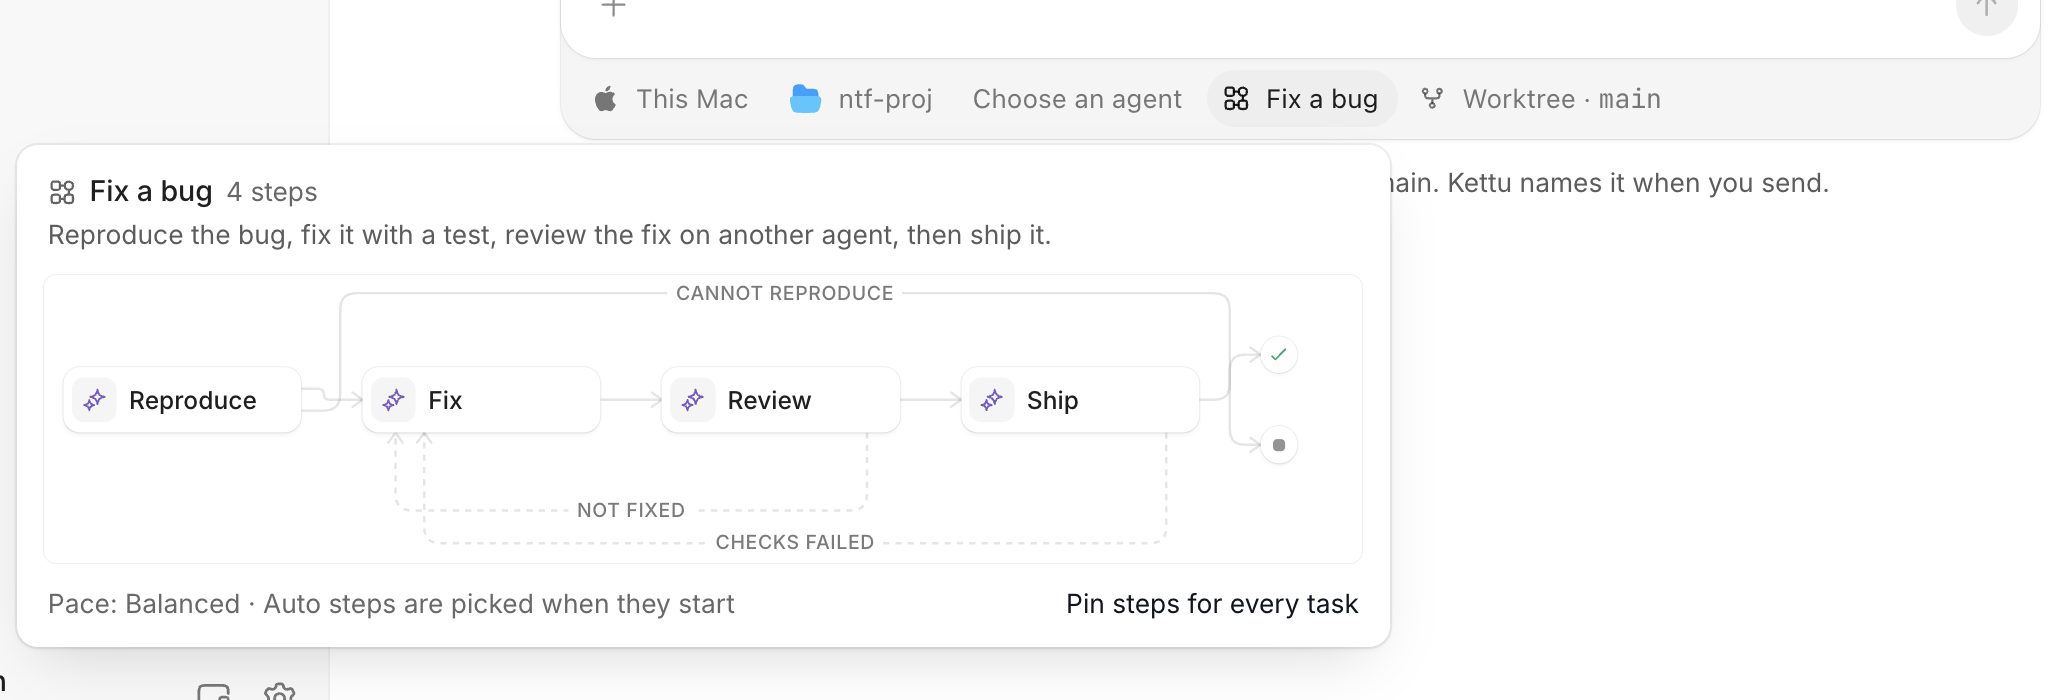 This Mac
ntf-proj
Choose an agent
Fix a bug
Worktree · main
Fix a bug 4 steps
Reproduce the bug, fix it with a test, review the fix on another agent, then ship it.
Kettu names it when you send.
CANNOT REPRODUCE
Reproduce
Fix
Review
Ship
NOT FIXED
CHECKS FAILED
Pace: Balanced · Auto steps are picked when they start
Pin steps for every task